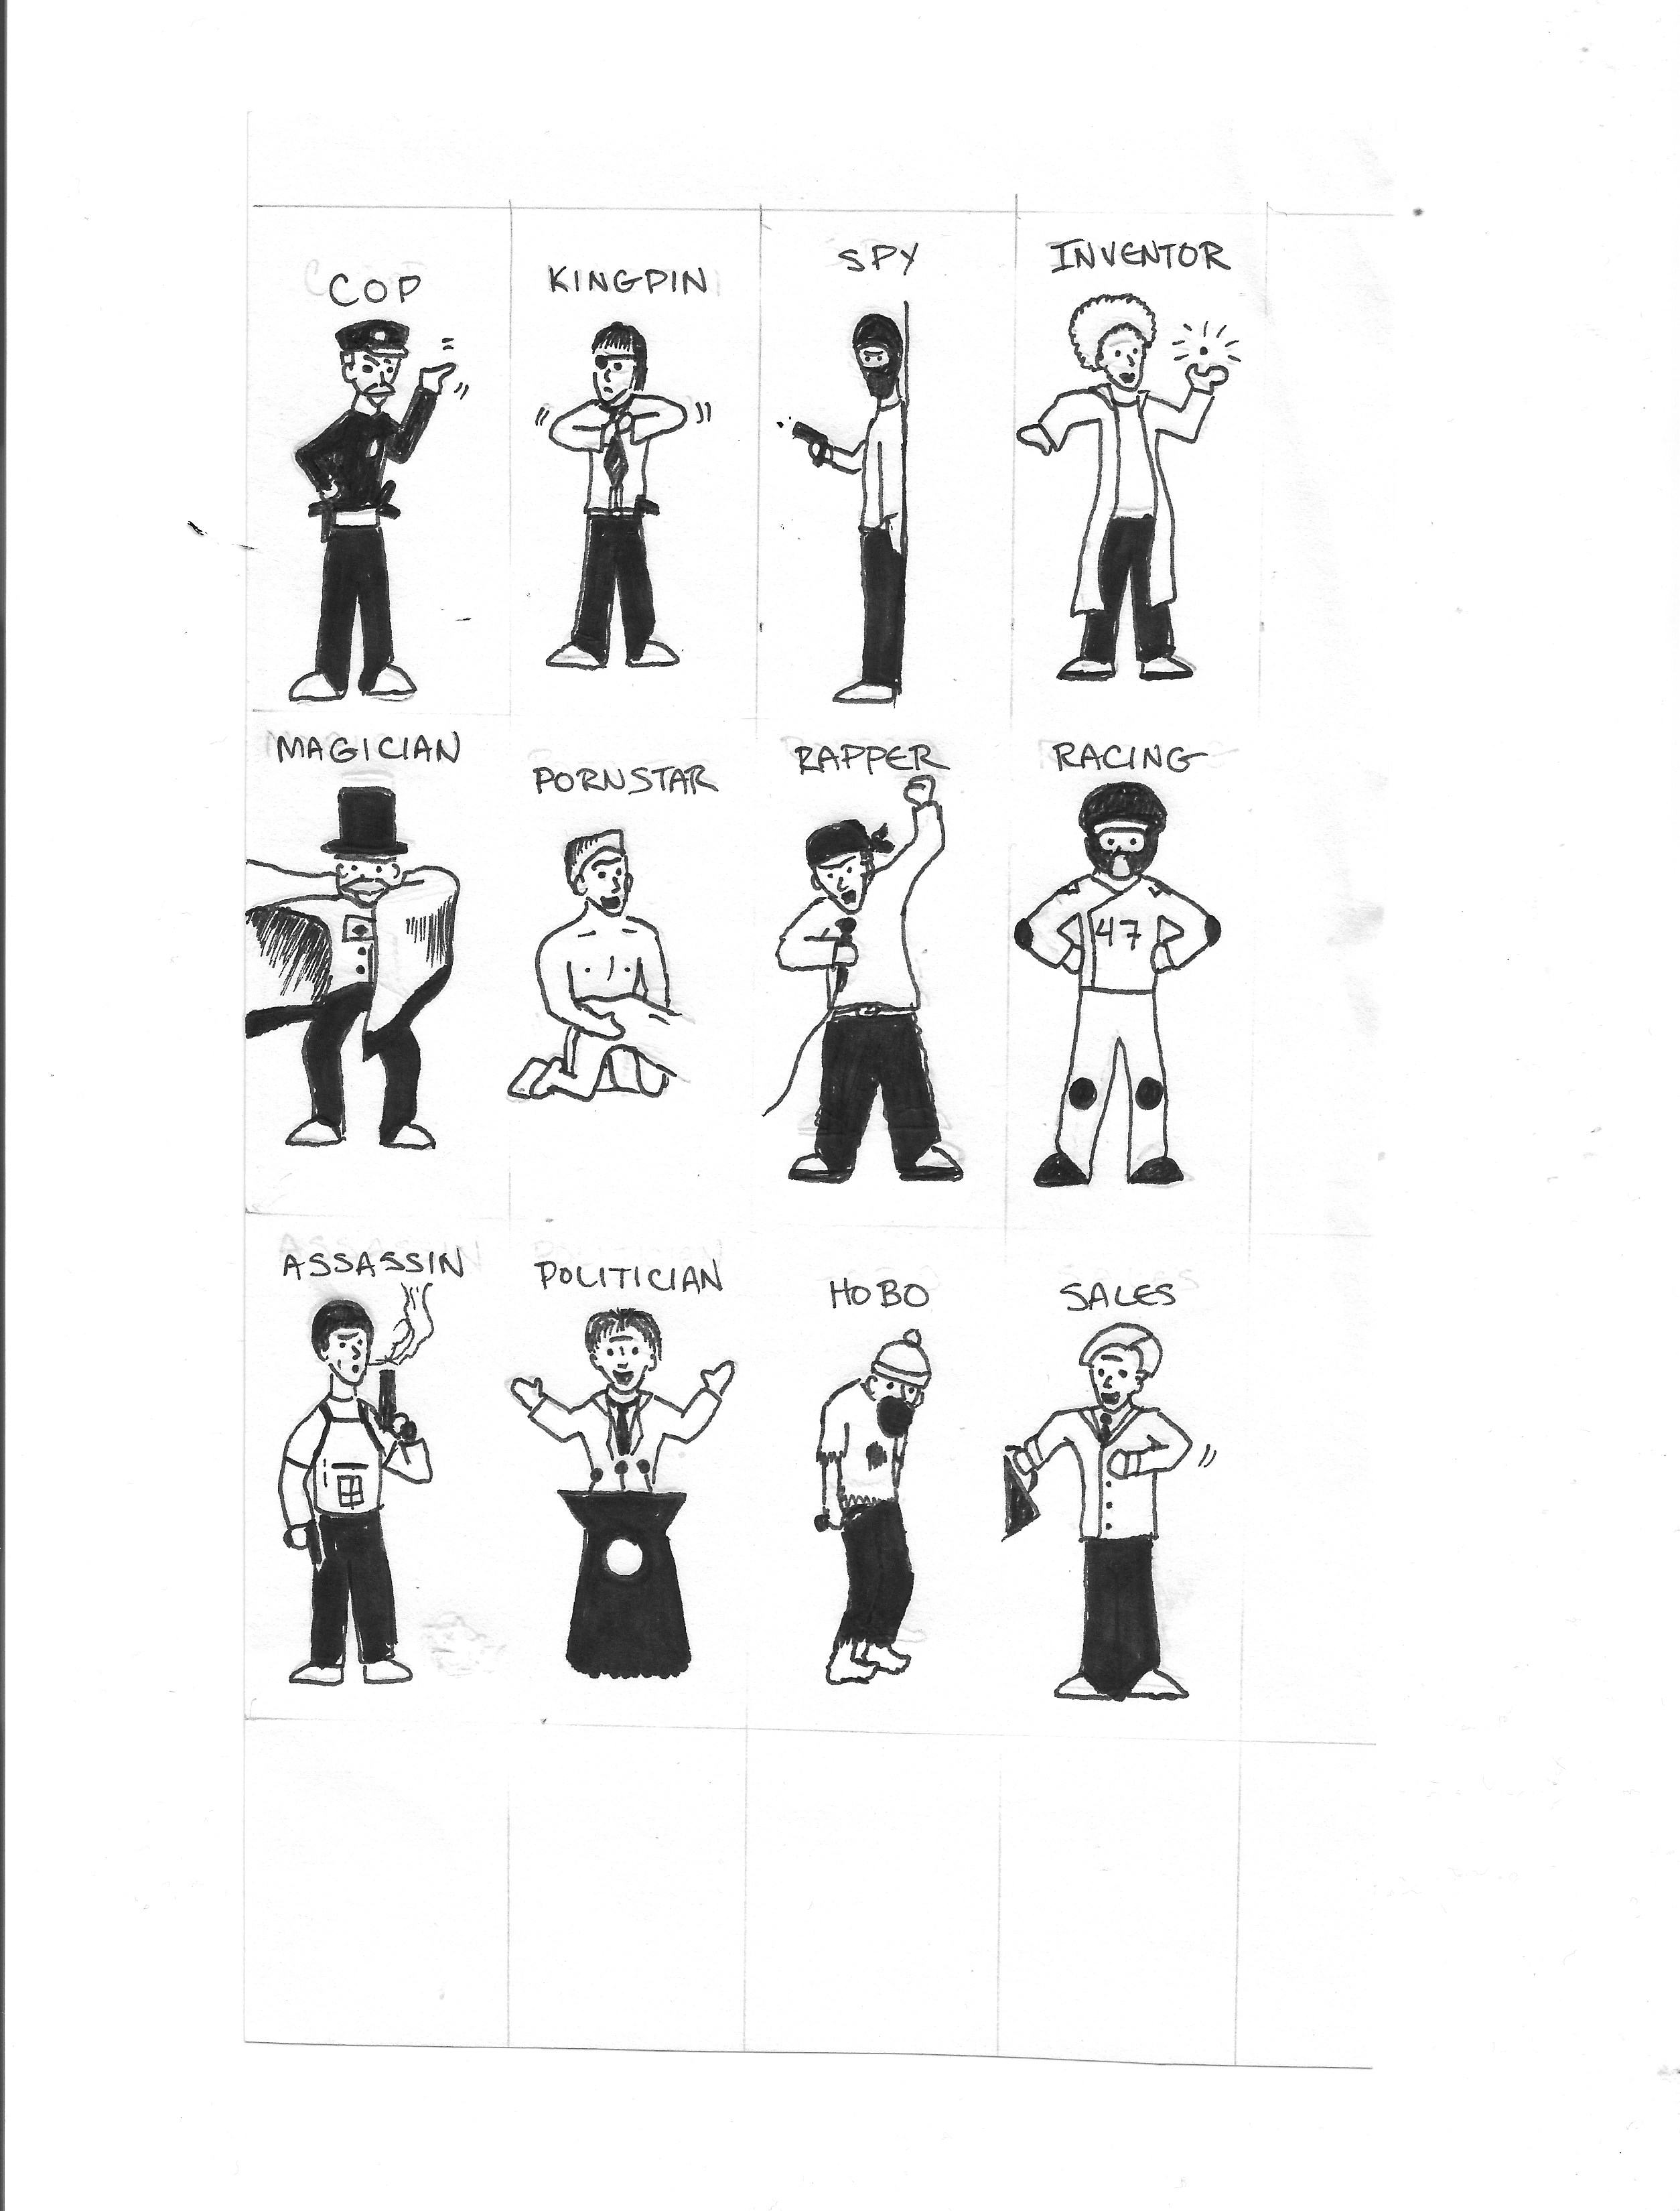 COP
KINGPIN
SPY
INVENTOR
MAGICIAN
PORNSTAR
RAPPER
RACING
47
ASSASSIN
POLITICIAN
HOBO
SALES